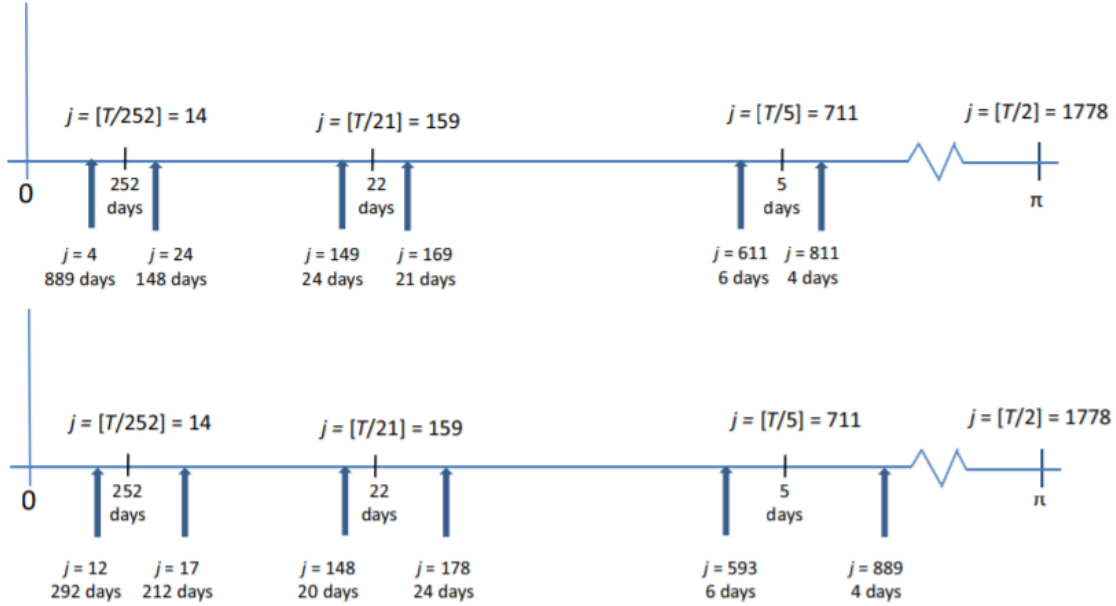 j = [T/252] = 14
j = [T/21] = 159
j = [T/5] = 711
j = [T/2] = 1778
0
252
days
22
days
5
days
π
j = 4
889 days
j = 24
148 days
j = 149
24 days
j = 169
21 days
j = 611
6 days
j = 811
4 days
j = [T/252] = 14
j = [T/21] = 159
j = [T/5] = 711
j = [T/2] = 1778
0
252
days
22
days
5
days
π
j = 12
292 days
j = 17
212 days
j = 148
20 days
j = 178
24 days
j = 593
6 days
j = 889
4 days